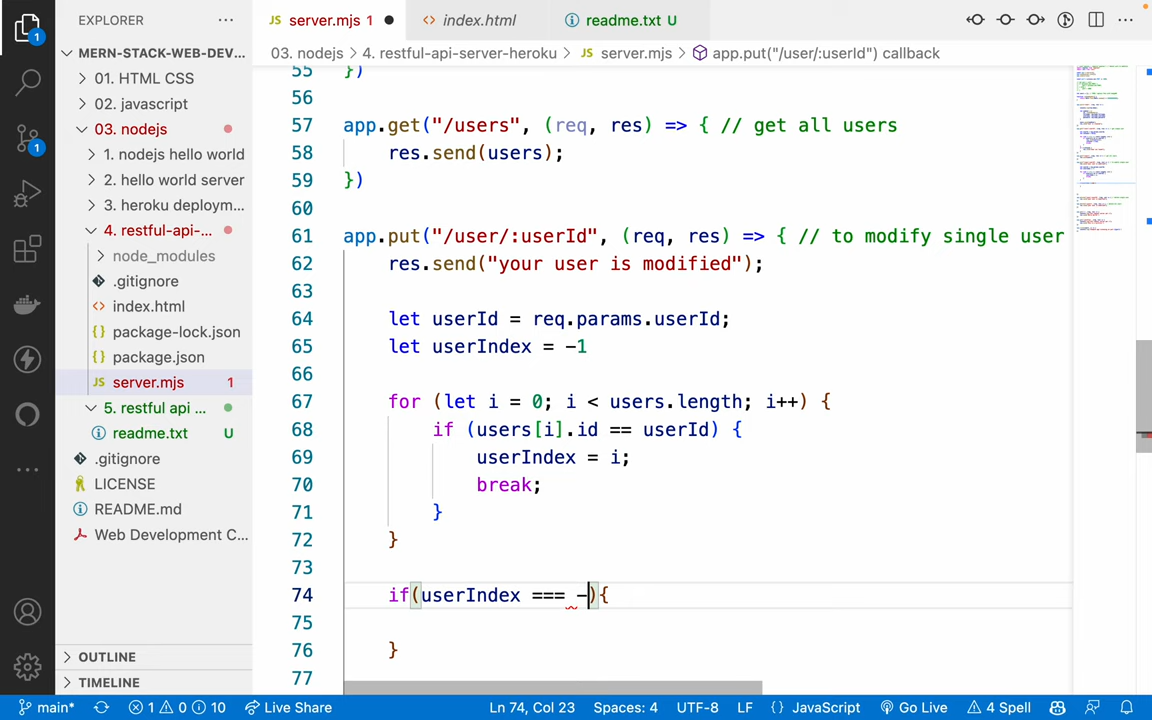 EXPLORER
JS server.mjs 1
<> index.html
readme.txt U
MERN-STACK-WEB-DEV...
03. nodejs > 4. restful-api-server-heroku > JS server.mjs > app.put("/user/:userId") callback
01. HTML CSS
02. javascript
03. nodejs
1. nodejs hello world
2. hello world server
3. heroku deploym...
4. restful-api-...
node_modules
.gitignore
<> index.html
{} package-lock.json
{} package.json
JS server.mjs 1
5. restful api ...
readme.txt U
.gitignore
LICENSE
README.md
Web Development C...
OUTLINE
TIMELINE
1
1
55 })
56
57 app.get("/users", (req, res) => { // get all users
58 res.send(users);
59 })
60
61 app.put("/user/:userId", (req, res) => { // to modify single user
62 res.send("your user is modified");
63
64 let userId = req.params.userId;
65 let userIndex = -1
66
67 for (let i = 0; i < users.length; i++) {
68 if (users[i].id == userId) {
69 userIndex = i;
70 break;
71 }
72 }
73
74 if(userIndex === -){
75
76 }
77
main* 1 0 10 Live Share Ln 74, Col 23 Spaces: 4 UTF-8 LF {} JavaScript Go Live 4 Spell